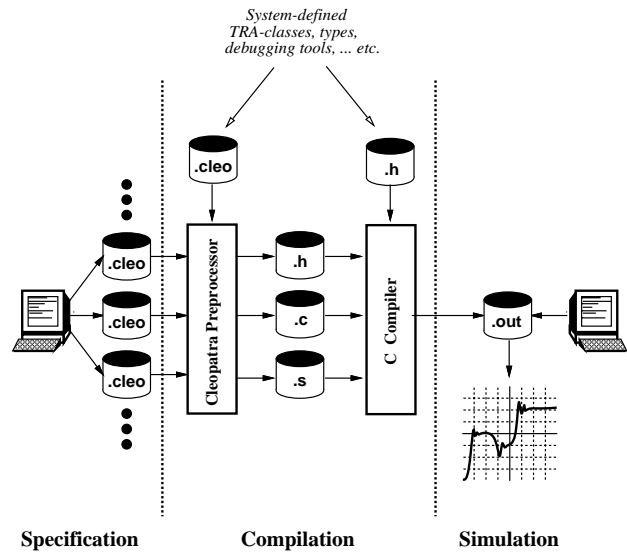 System-defined
TRA-classes, types,
debugging tools, ... etc.
.cleo
.h
.cleo
.cleo
.cleo
Cleopatra Preprocessor
.h
.c
.s
C Compiler
.out
Specification
Compilation
Simulation